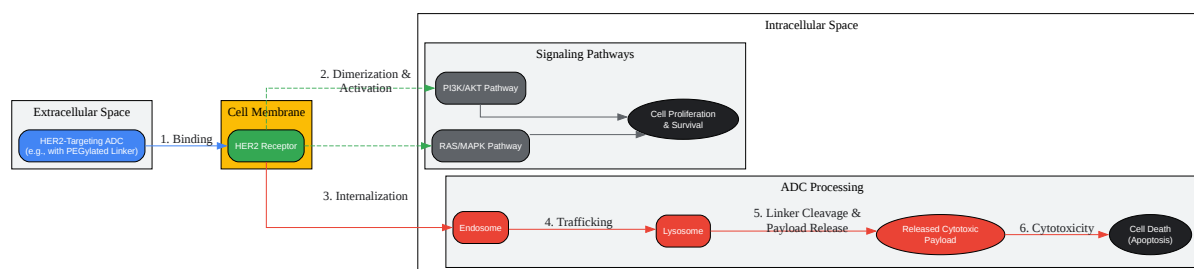 Intracellular Space
Signaling Pathways
2. Dimerization &
Activation
PI3K/AKT Pathway
Extracellular Space
Cell Membrane
Cell Proliferation
& Survival
HER2-Targeting ADC
(e.g., with PEGylated Linker)
1. Binding
HER2 Receptor
RAS/MAPK Pathway
ADC Processing
3. Internalization
Endosome
4. Trafficking
Lysosome
5. Linker Cleavage &
Payload Release
Released Cytotoxic
Payload
6. Cytotoxicity
Cell Death
(Apoptosis)